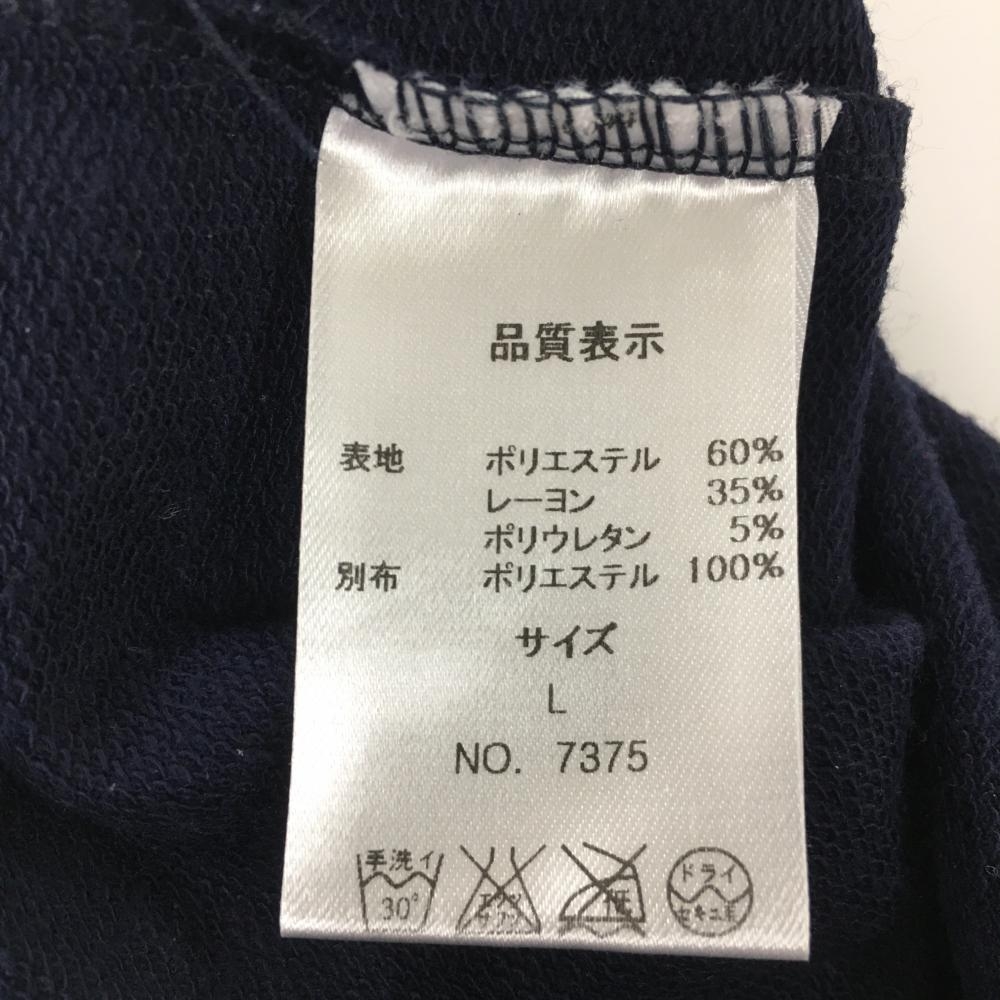 品質表示
表地 ポリエステル 60%
レーヨン 35%
ポリウレタン 5%
別布 ポリエステル 100%
サイズ
L
NO. 7375
手洗イ 30° 低 ドライ